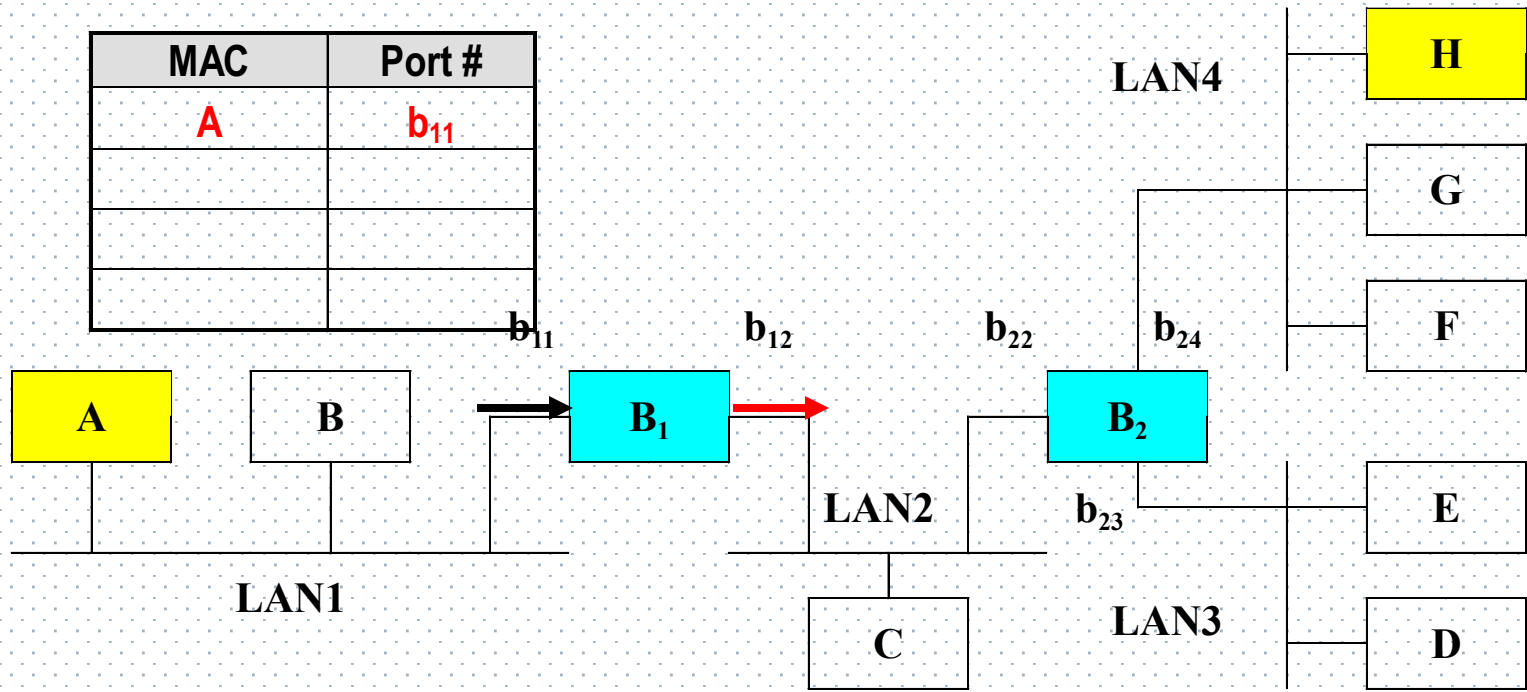 MAC Port #
A b₁₁
H
LAN4
G
F
b₁₁ b₁₂ b₂₂ b₂₄
A B B₁ B₂
LAN2 b₂₃ E
LAN1 LAN3
C D